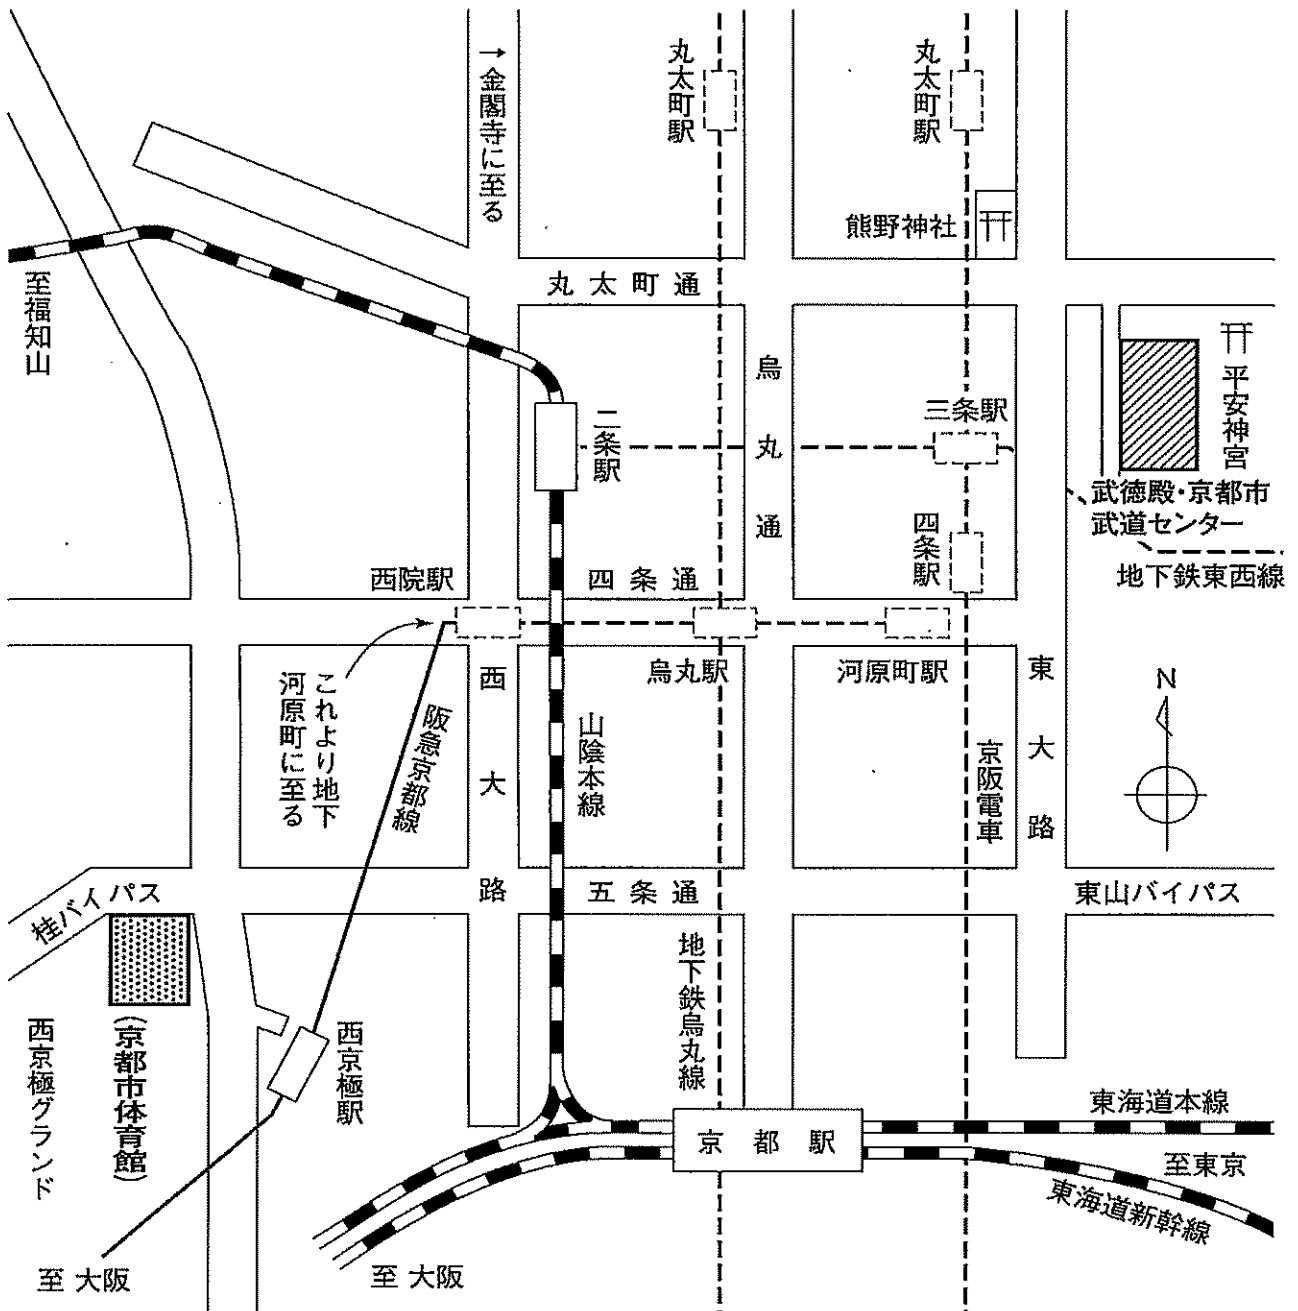 →金閣寺に至る
丸太町駅
丸太町駅
熊野神社
丸太町通
至福知山
烏丸通
二条駅
三条駅
平安神宮
武徳殿・京都市
武道センター
地下鉄東西線
四条駅
西院駅
四条通
烏丸駅
河原町駅
これより地下
河原町に至る
阪急京都線
西大路
山陰本線
京阪電車
東大路
N
桂バイパス
五条通
東山バイパス
地下鉄烏丸線
西京極グランド
(京都市体育館)
西京極駅
京都駅
東海道本線
至東京
東海道新幹線
至 大阪
至 大阪